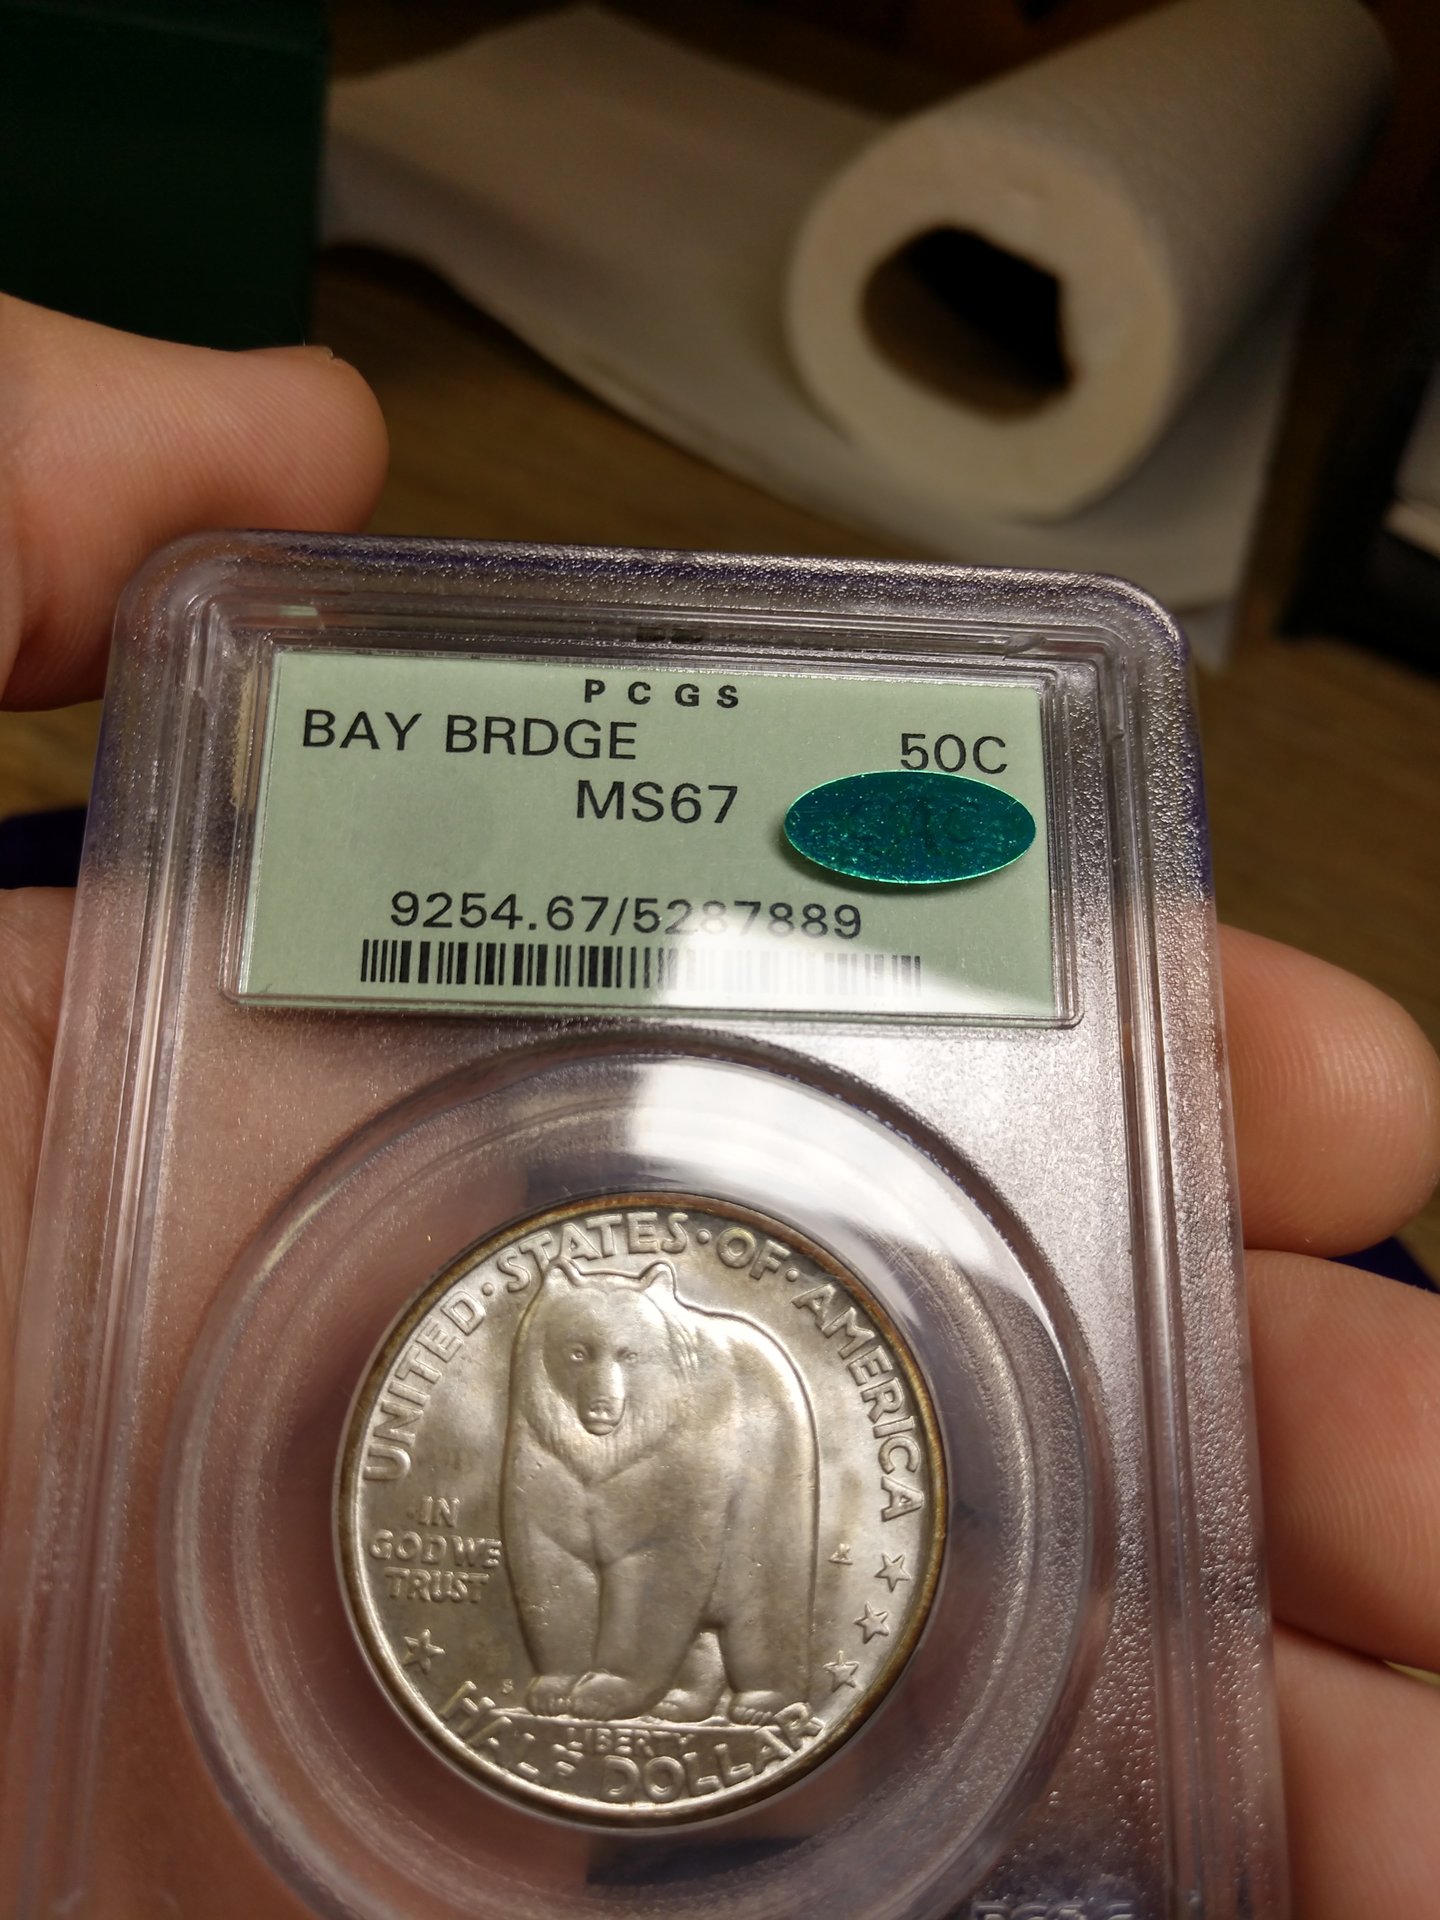 PCGS
BAY BRDGE 50C
MS67
CAC
9254.67/5287889
UNITED·STATES·OF·AMERICA
IN
GOD WE
TRUST
S
LIBERTY
HALF DOLLAR